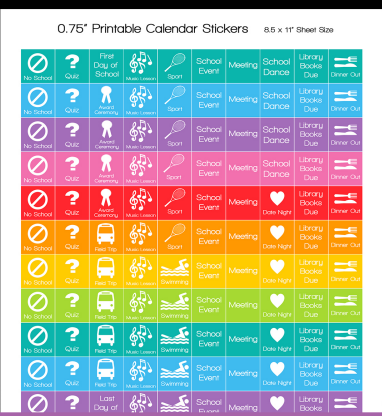 0.75” Printable Calendar Stickers 8.5 x 11” Sheet Size
No School ? Quiz First Day of School Music Lesson Sport School Event Meeting School Dance Library Books Due Dinner Out
No School ? Quiz Award Ceremony Music Lesson Sport School Event Meeting School Dance Library Books Due Dinner Out
No School ? Quiz Award Ceremony Music Lesson Sport School Event Meeting School Dance Library Books Due Dinner Out
No School ? Quiz Award Ceremony Music Lesson Sport School Event Meeting School Dance Library Books Due Dinner Out
No School ? Quiz Award Ceremony Music Lesson Sport School Event Meeting Date Night Library Books Due Dinner Out
No School ? Quiz Field Trip Music Lesson Sport School Event Meeting Date Night Library Books Due Dinner Out
No School ? Quiz Field Trip Music Lesson Swimming School Event Meeting Date Night Library Books Due Dinner Out
No School ? Quiz Field Trip Music Lesson Swimming School Event Meeting Date Night Library Books Due Dinner Out
No School ? Quiz Field Trip Music Lesson Swimming School Event Meeting Date Night Library Books Due Dinner Out
No School ? Quiz Field Trip Music Lesson Swimming School Event Meeting Date Night Library Books Due Dinner Out
? Last Day of School Event Meeting Library Books